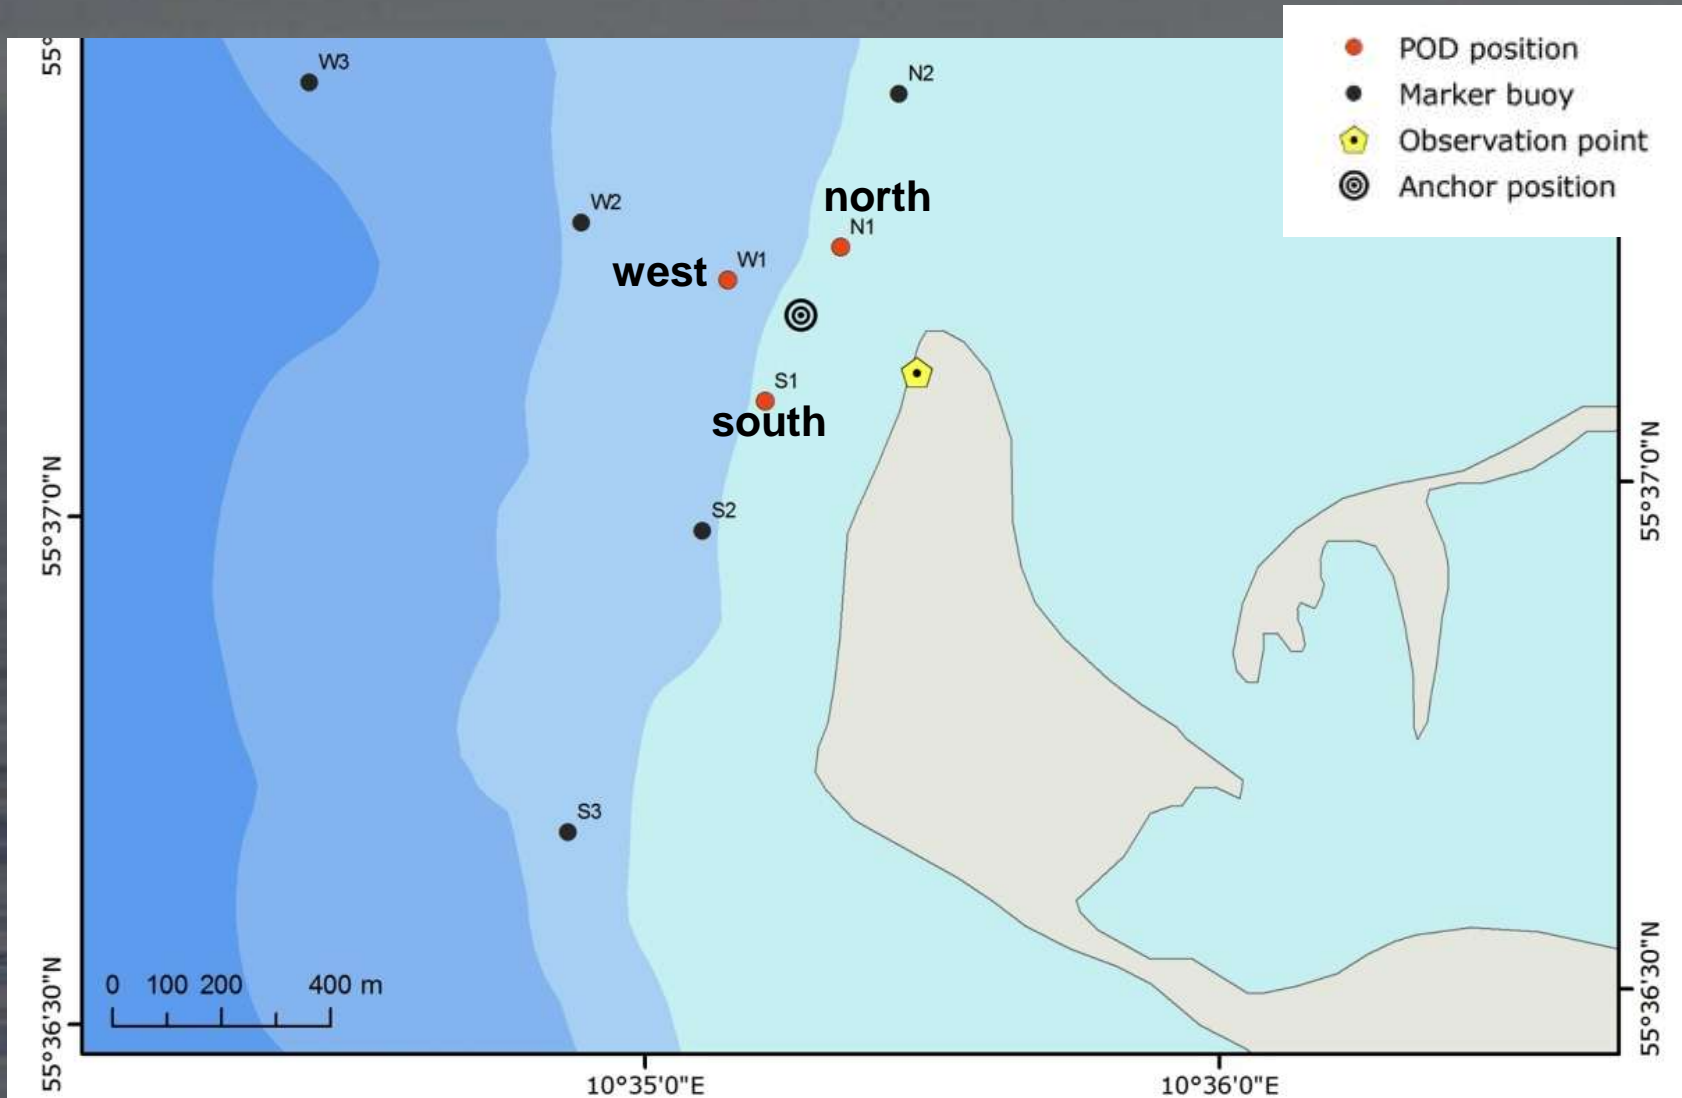 POD position
Marker buoy
Observation point
Anchor position
W3
N2
W2
north
N1
west
W1
S1
south
S2
S3
55°
55°37'0"N
55°37'0"N
55°36'30"N
55°36'30"N
0 100 200 400 m
10°35'0"E
10°36'0"E